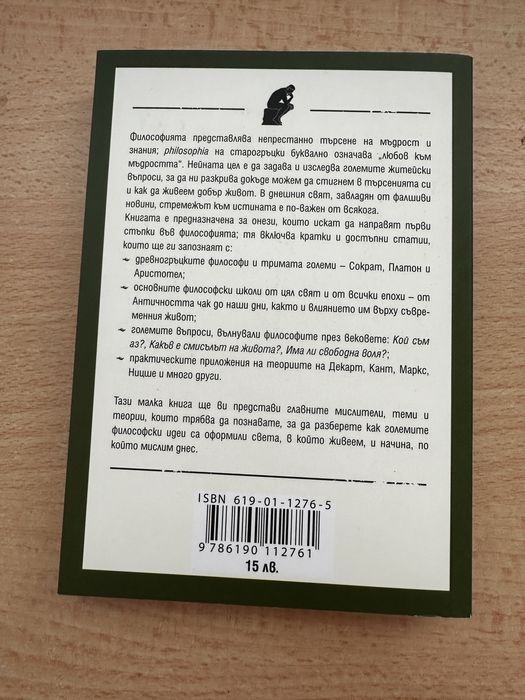 Философията представлява непрестанно търсене на мъдрост и
знания; philosophia на старогръцки буквално означава „любов към
мъдростта“. Нейната цел е да задава и изследва големите житейски
въпроси, за да ни разкрива докъде можем да стигнем в търсенията си
и как да живеем добър живот. В днешния свят, завладян от фалшиви
новини, стремежът към истината е по-важен от всякога.
Книгата е предназначена за онези, които искат да направят първи
стъпки във философията; тя включва кратки и достъпни статии,
които ще ги запознаят с:
древногръцките философи и тримата големи – Сократ, Платон и
Аристотел;
основните философски школи от цял свят и от всички епохи – от
Античността чак до наши дни, както и влиянието им върху съвре-
менния живот;
големите въпроси, вълнували философите през вековете: Кой съм
аз?, Какъв е смисълът на живота?, Има ли свободна воля?;
практическите приложения на теориите на Декарт, Кант, Маркс,
Ницше и много други.
Тази малка книга ще ви представи главните мислители, теми и
теории, които трябва да познавате, за да разберете как големите
философски идеи са оформили света, в който живеем, и начина, по
който мислим днес.
ISBN 619-01-1276-5
9 786190 112761
15 лв.